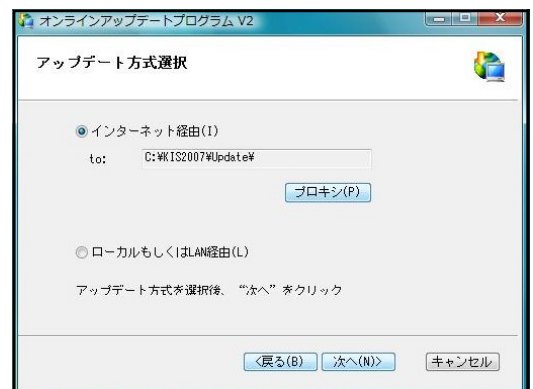 オンラインアップデートプログラム V2
アップデート方式選択
インターネット経由(I)
to: C:¥KIS2007¥Update¥
プロキシ(P)
ローカルもしくはLAN経由(L)
アップデート方式を選択後、 “次へ” をクリック
<戻る(B) 次へ(N)> キャンセル